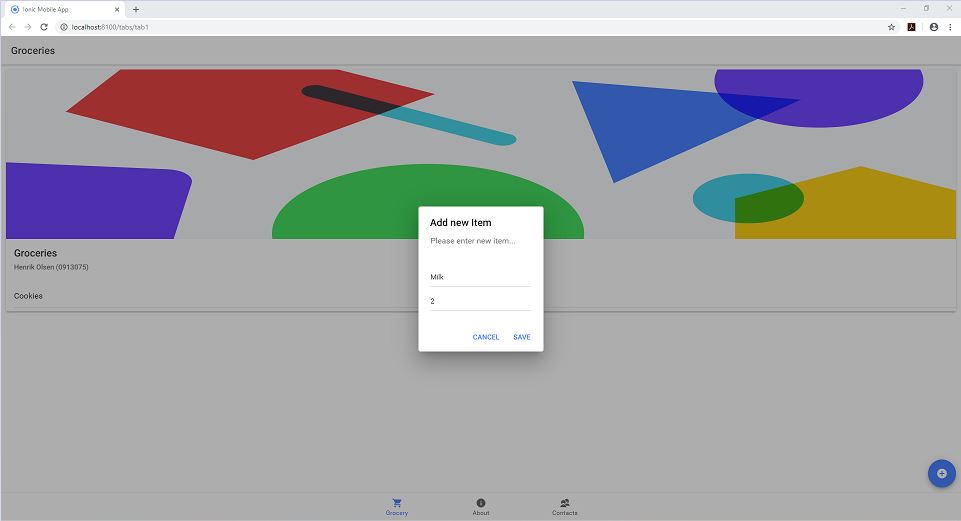 Ionic Mobile App
localhost:8100/tabs/tab1
Groceries
Groceries
Henrik Olsen (0913075)
Cookies
Add new Item
Please enter new item...
Milk
2
CANCEL SAVE
Grocery About Contacts